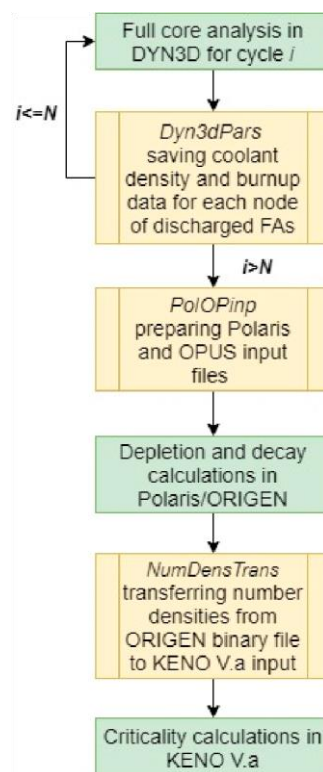 Full core analysis in
DYN3D for cycle i
i<=N
Dyn3dPars
saving coolant
density and burnup
data for each node
of discharged FAs
i>N
PolOPinp
preparing Polaris
and OPUS input
files
Depletion and decay
calculations in
Polaris/ORIGEN
NumDensTrans
transferring number
densities from
ORIGEN binary file
to KENO V.a input
Criticality calculations in
KENO V.a